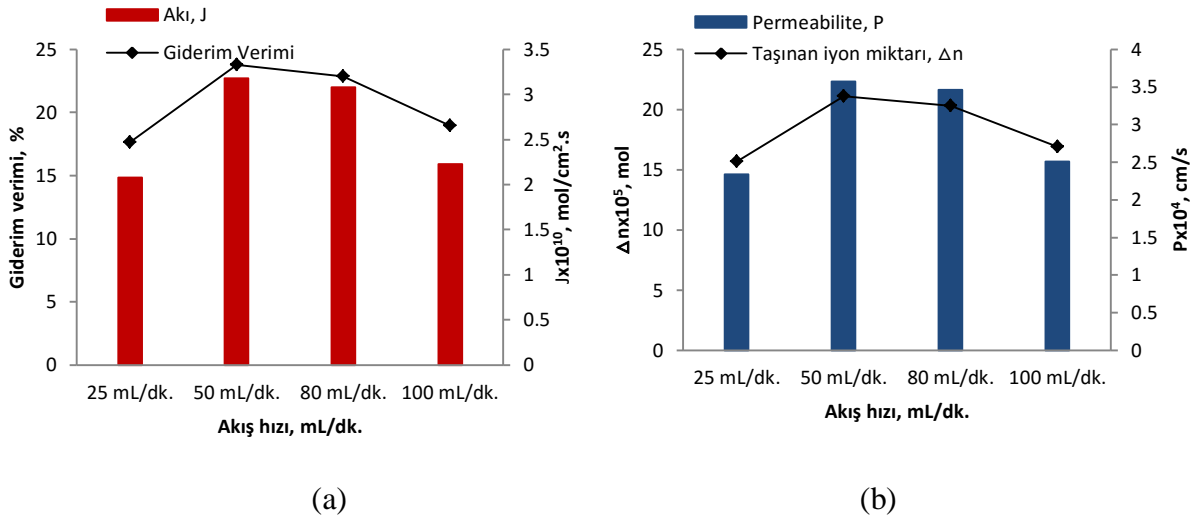 Akı, J
Giderim Verimi
25
20
15
10
5
0
Giderim verimi, %
3.5
3
2.5
2
1.5
1
0.5
0
Jx10¹⁰, mol/cm².s
25 mL/dk.
50 mL/dk.
80 mL/dk.
100 mL/dk.
Akış hızı, mL/dk.
(a)
Permeabilite, P
Taşınan iyon miktarı, △n
25
20
15
10
5
0
△nx10⁵, mol
4
3.5
3
2.5
2
1.5
1
0.5
0
Px10⁴, cm/s
25 mL/dk.
50 mL/dk.
80 mL/dk.
100 mL/dk.
Akış hızı, mL/dk.
(b)